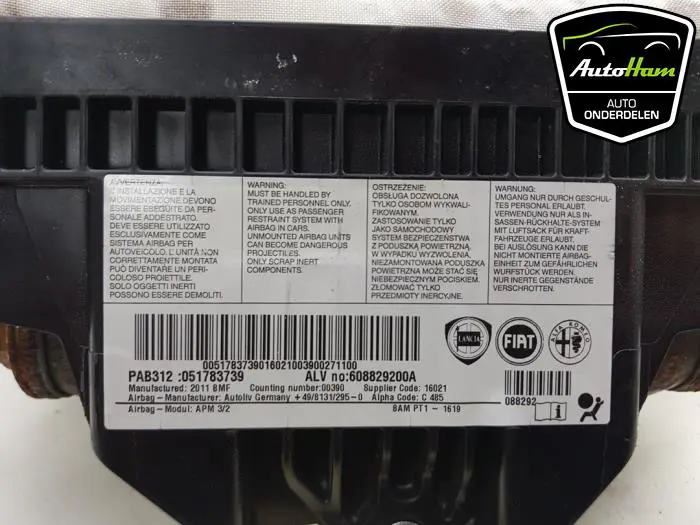 AutoHam
AUTO
ONDERDELEN
AVVERTENZA:
L'INSTALLAZIONE E LA
MOVIMENTAZIONE DEVONO
ESSERE ESEGUITE DA PER-
SONALE ADDESTRATO.
DEVE ESSERE UTILIZZATO
ESCLUSIVAMENTE COME
SISTEMA AIRBAG PER
AUTOVEICOLO. L'UNITÀ NON
CORRETTAMENTE MONTATA
PUÒ DIVENTARE UN PERI-
COLOSO PROIETTILE.
SOLO OGGETTI INERTI
POSSONO ESSERE DEMOLITI.
WARNING:
MUST BE HANDLED BY
TRAINED PERSONNEL ONLY.
ONLY USE AS PASSENGER
RESTRAINT SYSTEM WITH
AIRBAG IN CARS.
UNMOUNTED AIRBAG UNITS
CAN BECOME DANGEROUS
PROJECTILES.
ONLY SCRAP INERT
COMPONENTS.
OSTRZEZENIE:
OBSŁUGA DOZWOLONA
TYLKO OSOBOM WYKWALI-
FIKOWANYM.
ZASTOSOWANIE TYLKO
JAKO SAMOCHODOWY
SYSTEM BEZPIECZENSTWA
Z PODUSZKĄ POWIETRZNĄ.
W WYPADKU WYZWOLENIA,
NIEZAMONTOWANA PODUSZKA
POWIETRZNA MOŻE STAĆ SIĘ
NIEBEZPIECZNYM POCISKIEM.
ZŁOMOWAĆ TYLKO
PRZEDMIOTY INERCYJNE.
WARNUNG:
UMGANG NUR DURCH GESCHUL-
TES PERSONAL ERLAUBT.
VERWENDUNG NUR ALS IN-
SASSEN-RÜCKHALTE-SYSTEM
MIT LUFTSACK FÜR KRAFT-
FAHRZEUGE ERLAUBT.
BEI AUSLÖSUNG KANN DIE
NICHT MONTIERTE AIRBAG-
EINHEIT ZUM GEFÄHRLICHEN
WURFSTÜCK WERDEN.
NUR INERTE GEGENSTÄNDE
VERSCHROTTEN.
LANCIA
FIAT
ALFA ROMEO
00517837390160210039002711​00
PAB312 :051783739
ALV no:608829200A
Manufactured: 2011 BMF
Counting number:00390
Supplier Code: 16021
Airbag - Manufacturer: Autoliv Germany +49/8131/295-0
Alpha Code: C 485
Airbag - Modul: APM 3/2
8AM PT1 - 1619
088292